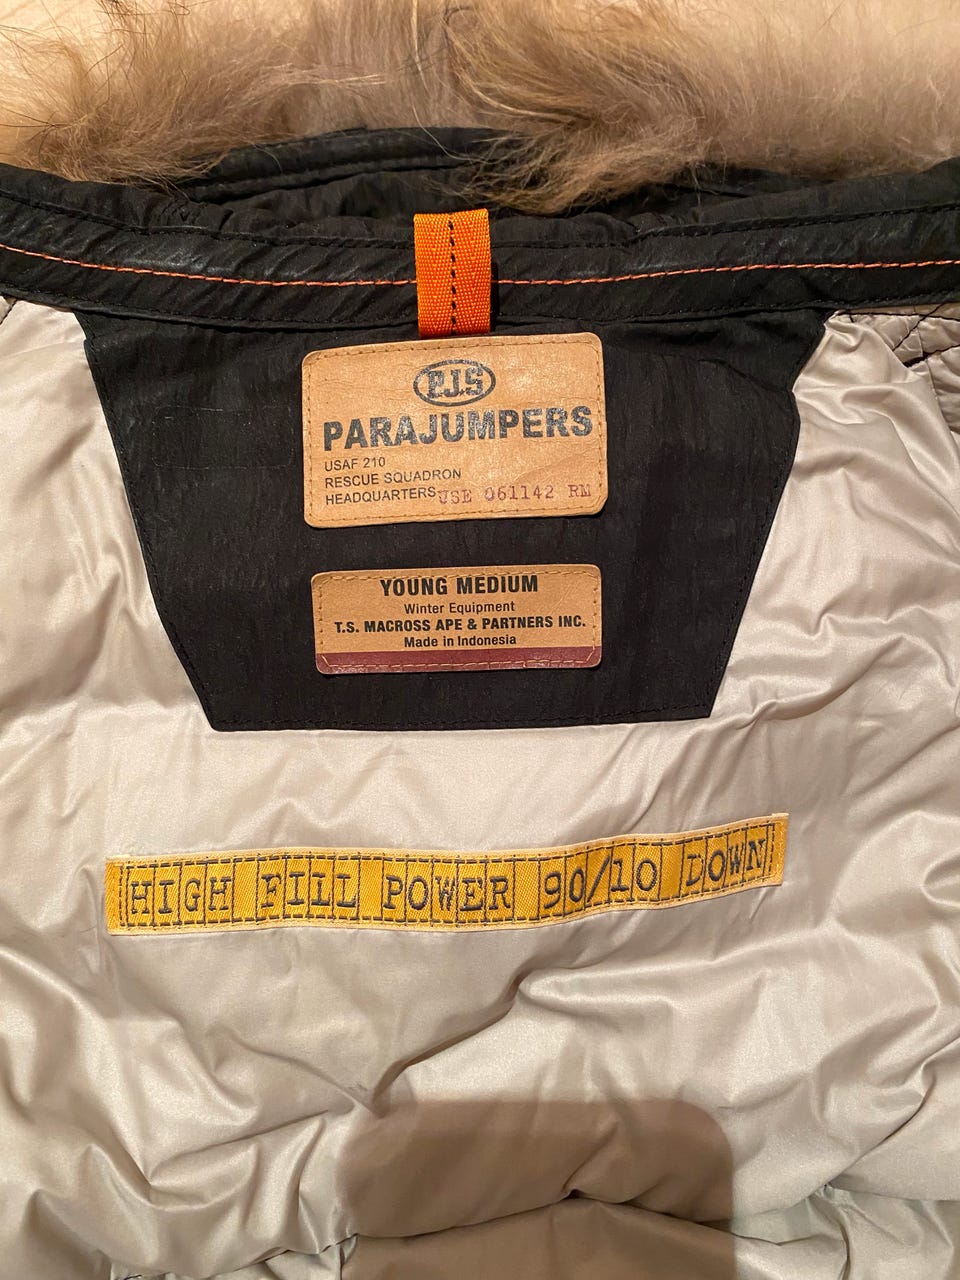 P.J.S
PARAJUMPERS
USAF 210
RESCUE SQUADRON
HEADQUARTERS USE 061142 RM
YOUNG MEDIUM
Winter Equipment
T.S. MACROSS APE & PARTNERS INC.
Made in Indonesia
HIGH FILL POWER 90/10 DOWN